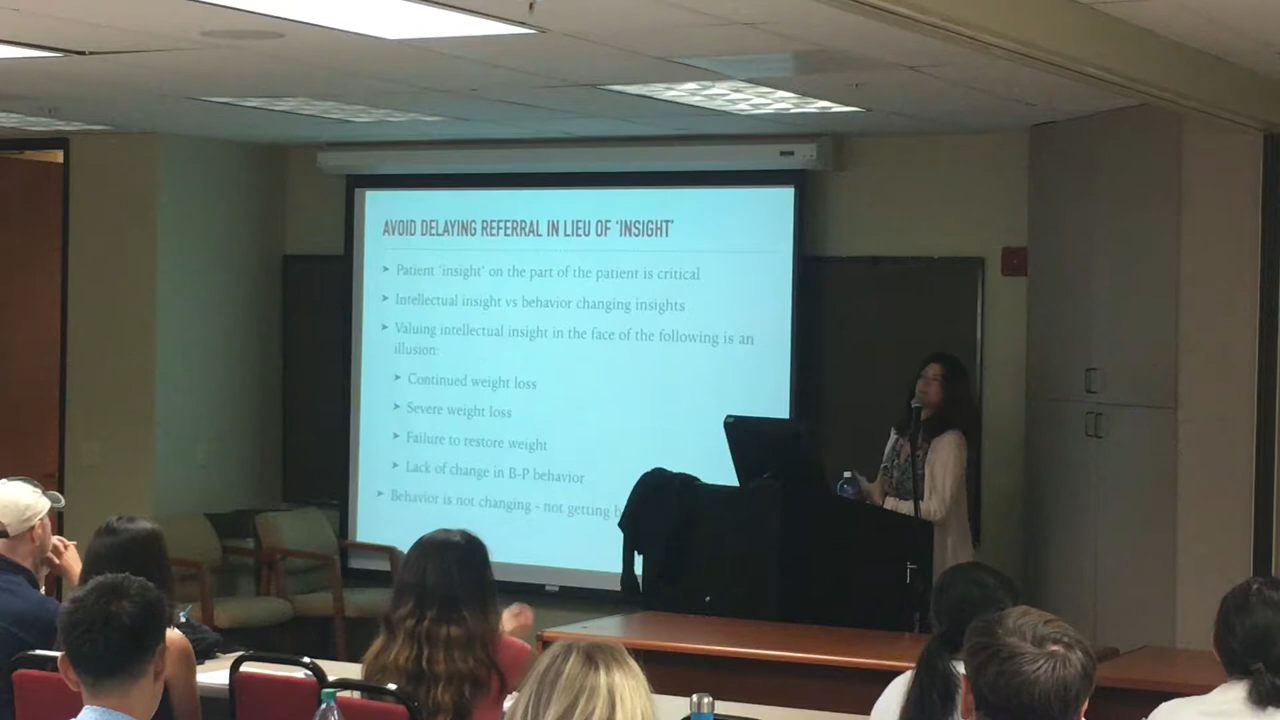 AVOID DELAYING REFERRAL IN LIEU OF 'INSIGHT'
➤ Patient 'insight' on the part of the patient is critical
➤ Intellectual insight vs behavior changing insights
➤ Valuing intellectual insight in the face of the following is an
illusion:
➤ Continued weight loss
➤ Severe weight loss
➤ Failure to restore weight
➤ Lack of change in B-P behavior
➤ Behavior is not changing - not getting